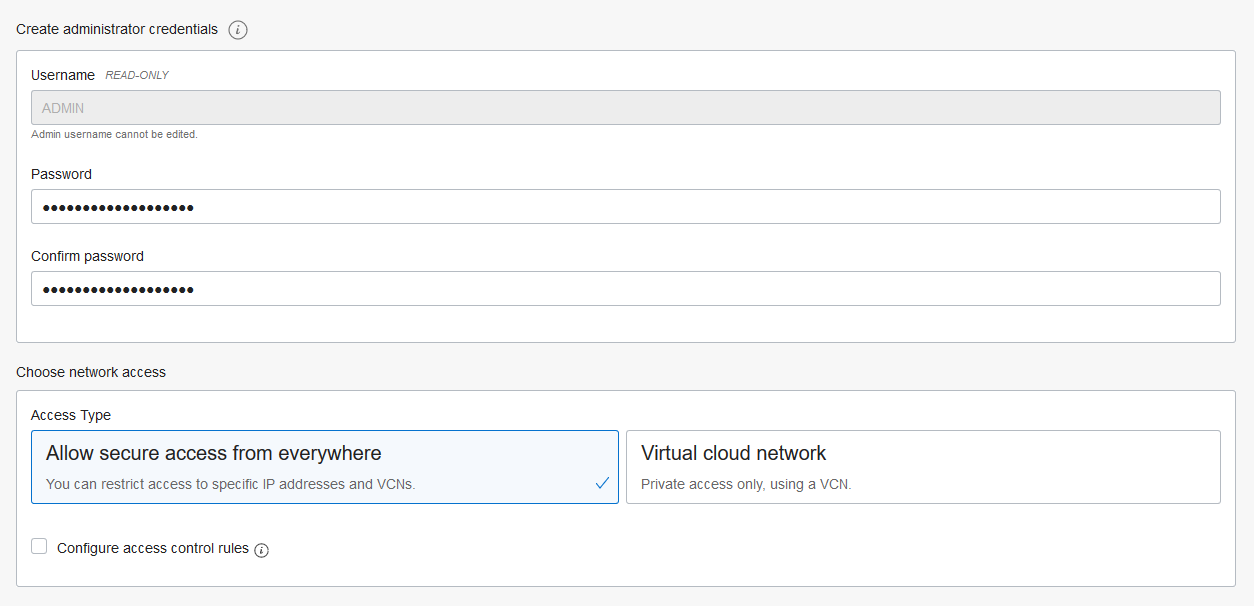 Create administrator credentials
Username READ-ONLY
ADMIN
Admin username cannot be edited.
Password
•••••••••••••••••••
Confirm password
•••••••••••••••••••
Choose network access
Access Type
Allow secure access from everywhere
You can restrict access to specific IP addresses and VCNs.
Virtual cloud network
Private access only, using a VCN.
Configure access control rules